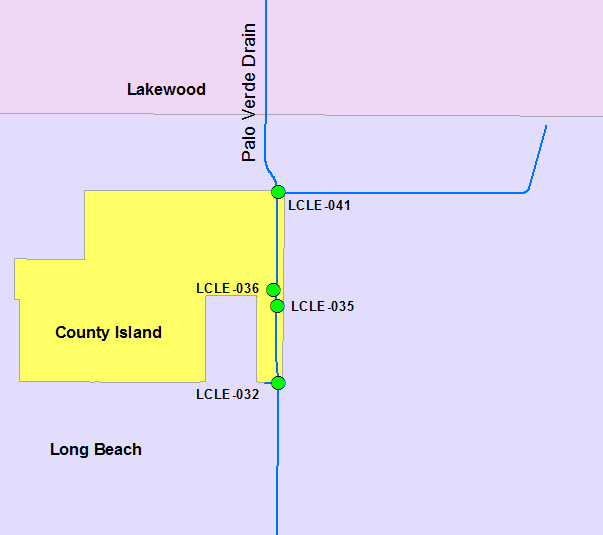 Palo Verde Drain
Lakewood
LCLE-041
LCLE-036
LCLE-035
County Island
LCLE-032
Long Beach